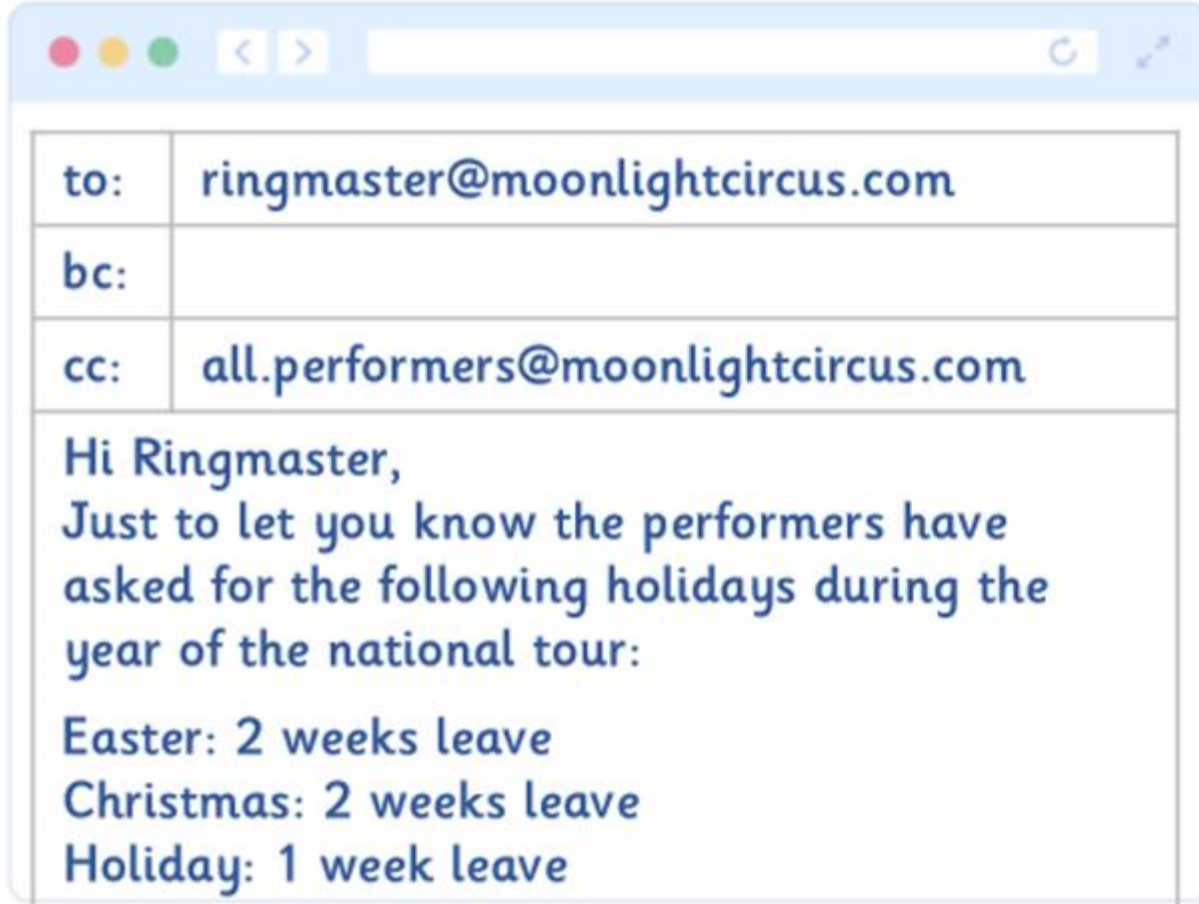 to: ringmaster@moonlightcircus.com
bc:
cc: all.performers@moonlightcircus.com
Hi Ringmaster,
Just to let you know the performers have
asked for the following holidays during the
year of the national tour:
Easter: 2 weeks leave
Christmas: 2 weeks leave
Holiday: 1 week leave